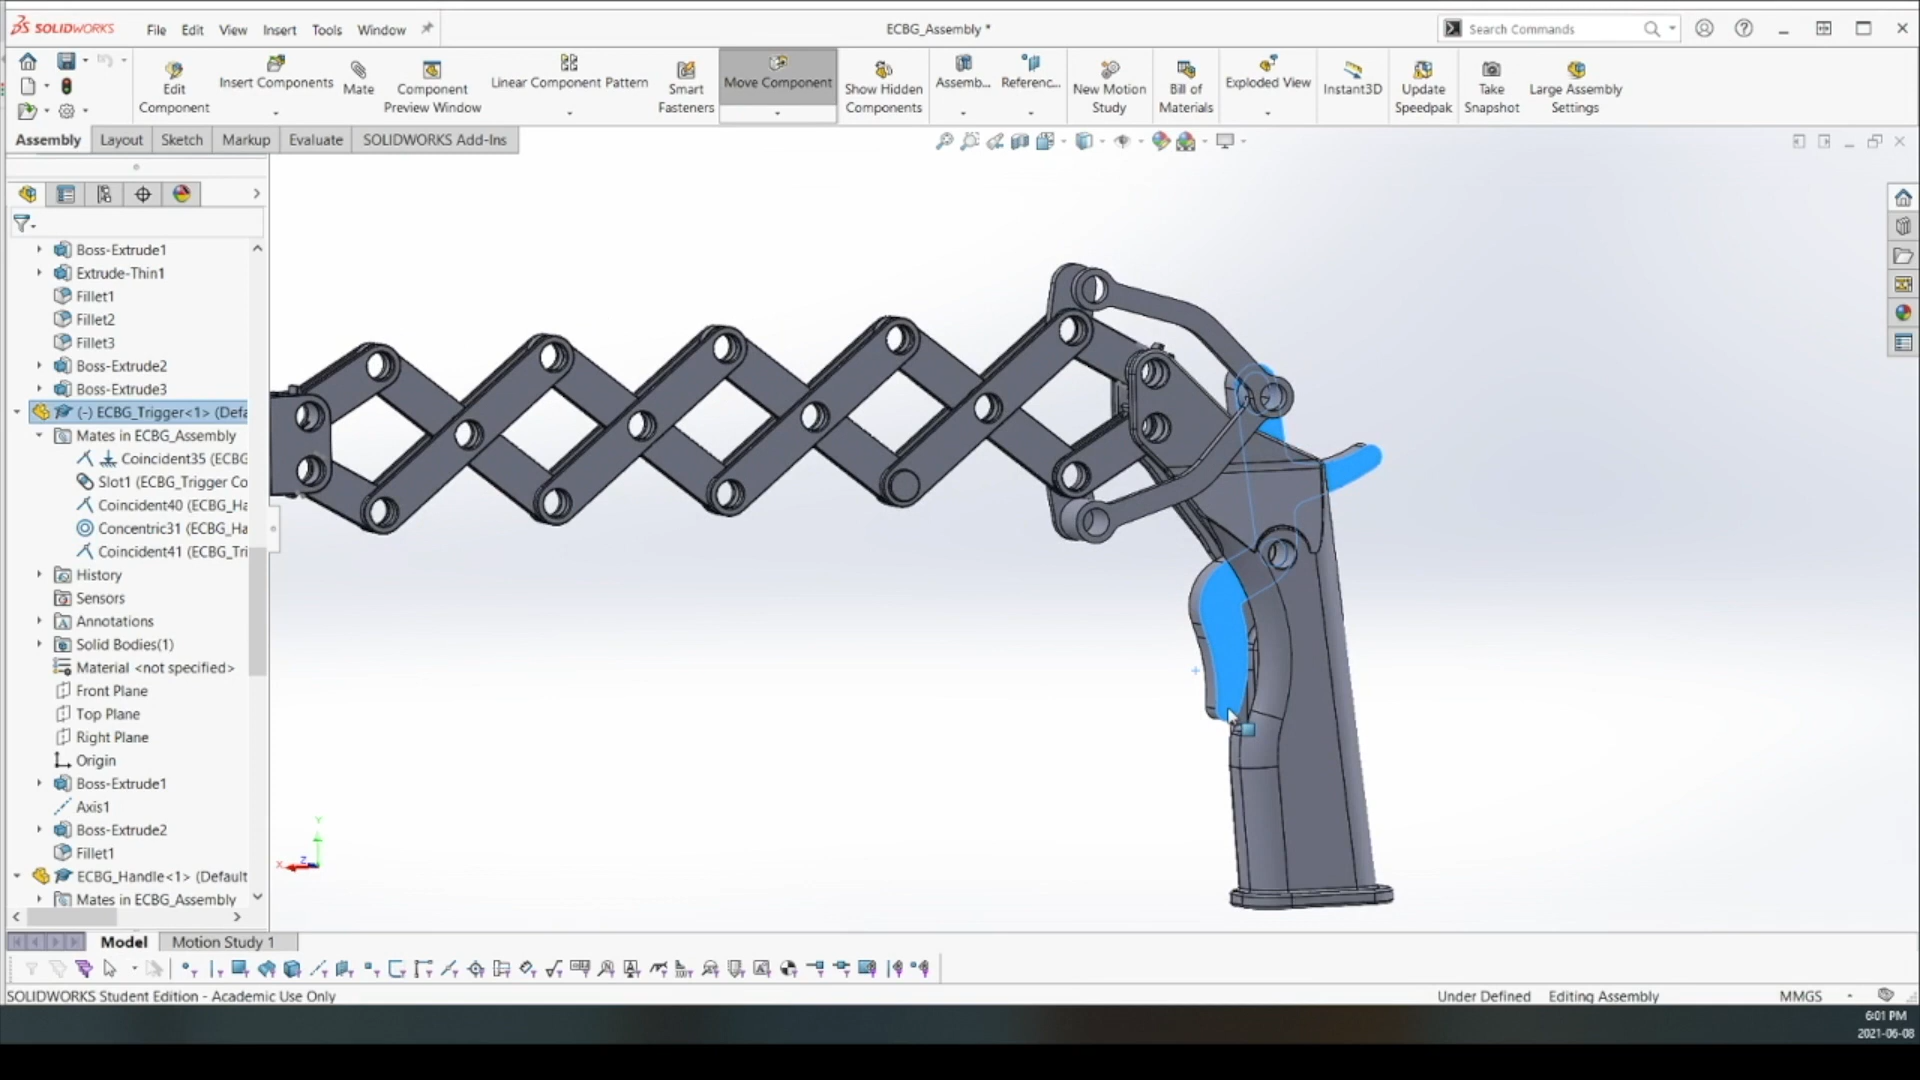 SOLIDWORKS
File Edit View Insert Tools Window
ECBG_Assembly *
Search Commands
Edit Component
Insert Components
Mate
Component Preview Window
Linear Component Pattern
Smart Fasteners
Move Component
Show Hidden Components
Assemb...
Referenc...
New Motion Study
Bill of Materials
Exploded View
Instant3D
Update Speedpak
Take Snapshot
Large Assembly Settings
Assembly Layout Sketch Markup Evaluate SOLIDWORKS Add-Ins
Boss-Extrude1
Extrude-Thin1
Fillet1
Fillet2
Fillet3
Boss-Extrude2
Boss-Extrude3
(-) ECBG_Trigger<1> (Defa
Mates in ECBG_Assembly
Coincident35 (ECBG
Slot1 (ECBG_Trigger Co
Coincident40 (ECBG_Ha
Concentric31 (ECBG_Ha
Coincident41 (ECBG_Tri
History
Sensors
Annotations
Solid Bodies(1)
Material <not specified>
Front Plane
Top Plane
Right Plane
Origin
Boss-Extrude1
Axis1
Boss-Extrude2
Fillet1
ECBG_Handle<1> (Default
Mates in ECBG_Assembly
Y
X
Z
Model Motion Study 1
SOLIDWORKS Student Edition - Academic Use Only
Under Defined Editing Assembly MMGS
6:01 PM
2021-06-08